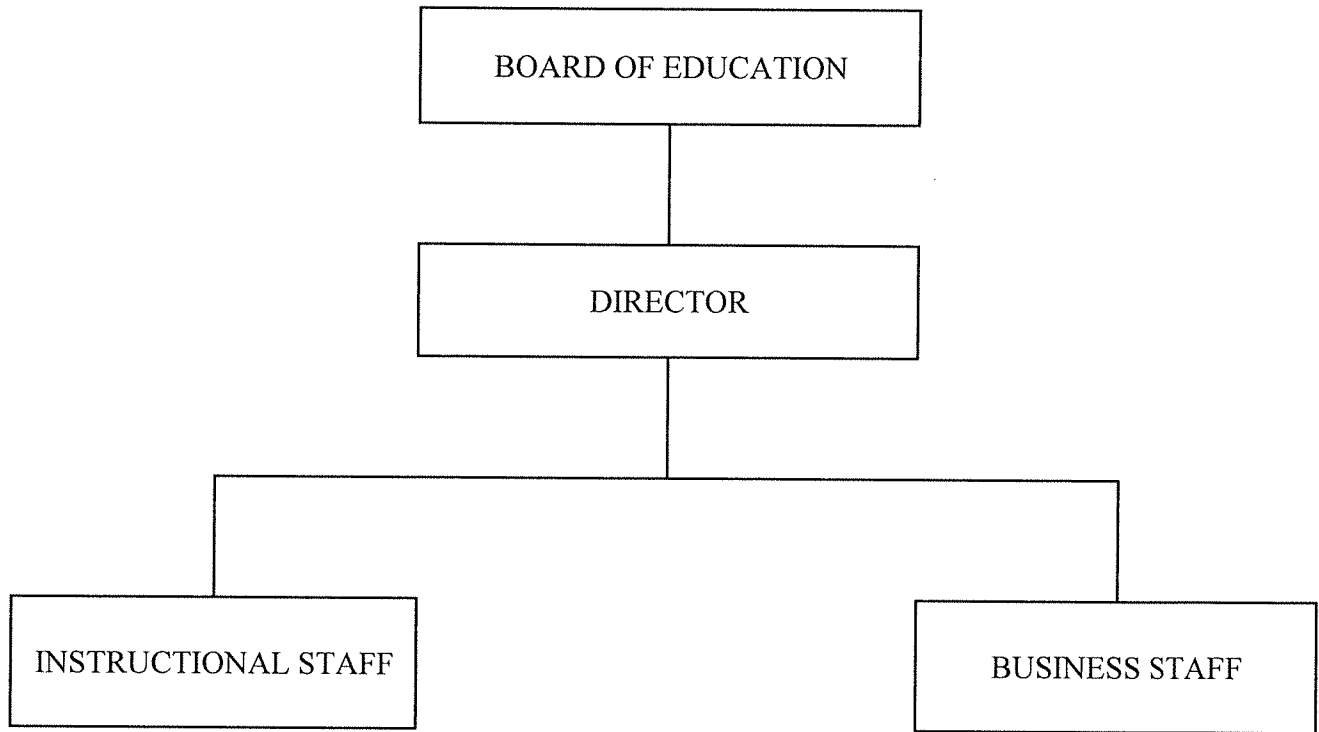 BOARD OF EDUCATION
DIRECTOR
INSTRUCTIONAL STAFF
BUSINESS STAFF